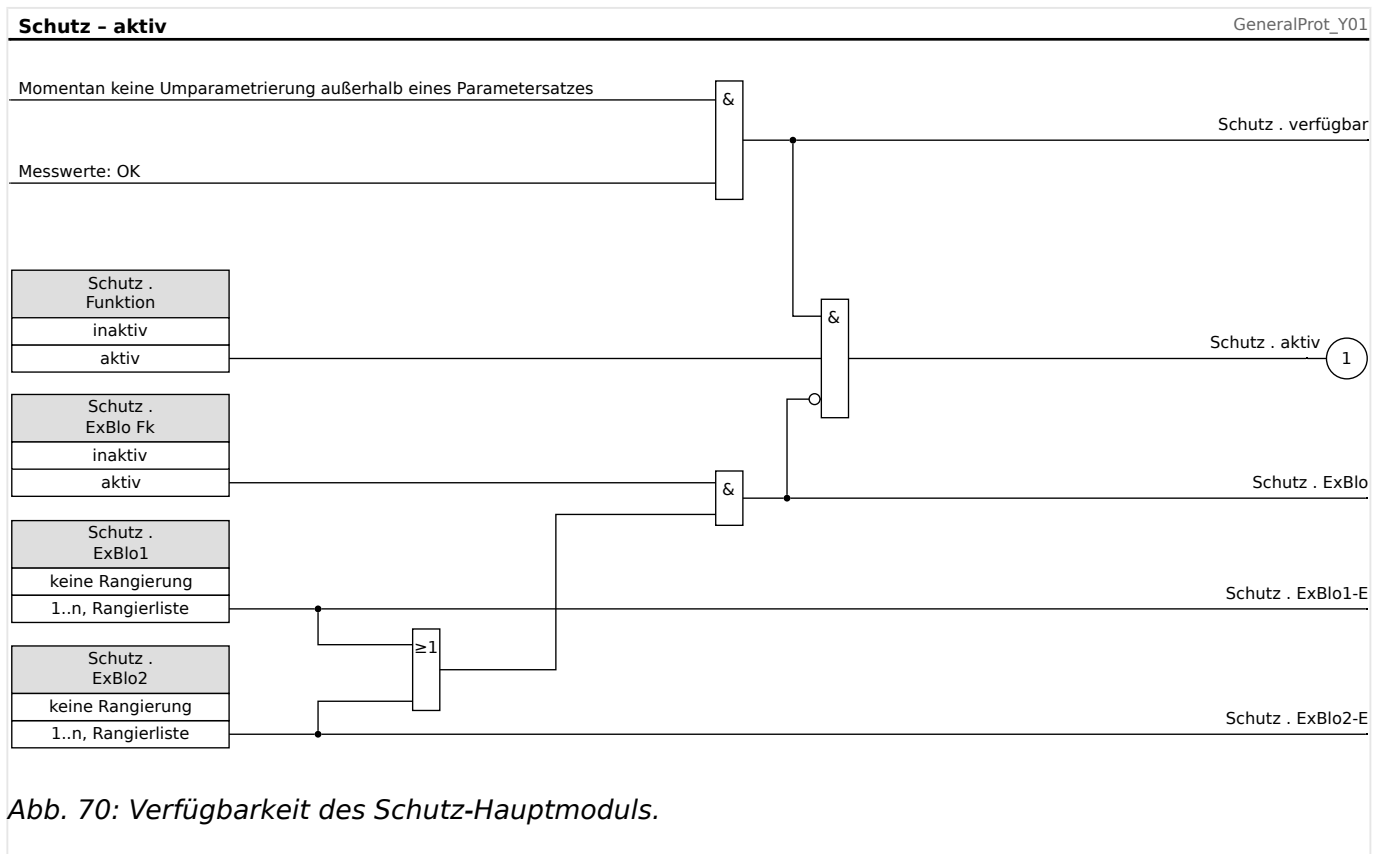 Schutz – aktiv
GeneralProt_Y01
Momentan keine Umparametrierung außerhalb eines Parametersatzes
&
Schutz . verfügbar
Messwerte: OK
Schutz .
Funktion
inaktiv
aktiv
&
Schutz . aktiv
1
Schutz .
ExBlo Fk
inaktiv
aktiv
&
Schutz . ExBlo
Schutz .
ExBlo1
keine Rangierung
1..n, Rangierliste
Schutz . ExBlo1-E
≥1
Schutz .
ExBlo2
keine Rangierung
1..n, Rangierliste
Schutz . ExBlo2-E
Abb. 70: Verfügbarkeit des Schutz-Hauptmoduls.